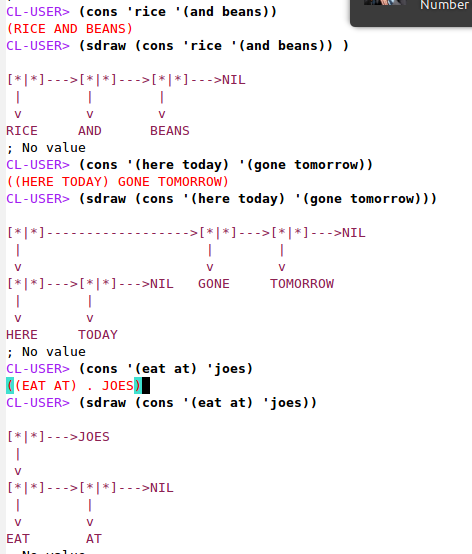 Number
CL-USER> (cons 'rice '(and beans))
(RICE AND BEANS)
CL-USER> (sdraw (cons 'rice '(and beans)) )
[*|*]--->[*|*]--->[*|*]--->NIL
 |        |        |
 v        v        v
RICE     AND      BEANS
; No value
CL-USER> (cons '(here today) '(gone tomorrow))
((HERE TODAY) GONE TOMORROW)
CL-USER> (sdraw (cons '(here today) '(gone tomorrow)))
[*|*]------------------>[*|*]--->[*|*]--->NIL
 |                       |        |
 v                       v        v
[*|*]--->[*|*]--->NIL   GONE     TOMORROW
 |        |
 v        v
HERE     TODAY
; No value
CL-USER> (cons '(eat at) 'joes)
((EAT AT) . JOES)
CL-USER> (sdraw (cons '(eat at) 'joes))
[*|*]--->JOES
 |
 v
[*|*]--->[*|*]--->NIL
 |        |
 v        v
EAT       AT
; No value